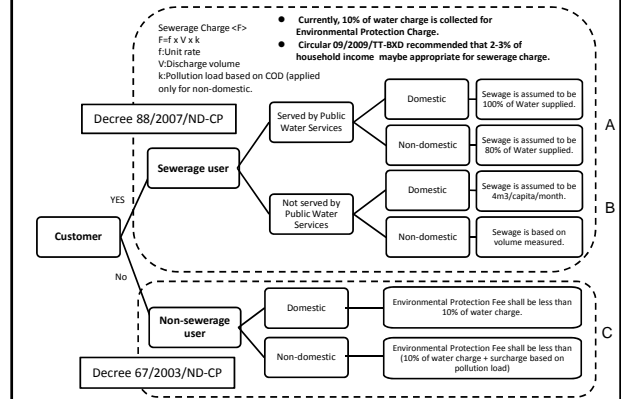 Sewerage Charge <F>
F=f x V x k
f:Unit rate
V:Discharge volume
k:Pollution load based on COD (applied
only for non-domestic.
• Currently, 10% of water charge is collected for
Environmental Protection Charge.
• Circular 09/2009/TT-BXD recommended that 2-3% of
household income maybe appropriate for sewerage charge.
Decree 88/2007/ND-CP
Served by Public
Water Services
Domestic
Sewage is assumed to be
100% of Water supplied.
A
Non-domestic
Sewage is assumed to be
80% of Water supplied.
Sewerage user
YES
Not served by
Public Water
Services
Domestic
Sewage is assumed to be
4m3/capita/month.
B
Non-domestic
Sewage is based on
volume measured.
Customer
No
Non-sewerage
user
Domestic
Environmental Protection Fee shall be less than
10% of water charge.
C
Non-domestic
Environmental Protection Fee shall be less than
(10% of water charge + surcharge based on
pollution load)
Decree 67/2003/ND-CP